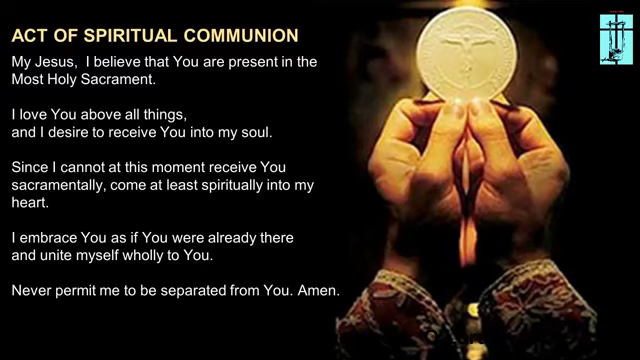 ACT OF SPIRITUAL COMMUNION
My Jesus,  I believe that You are present in the
Most Holy Sacrament.
I love You above all things,
and I desire to receive You into my soul.
Since I cannot at this moment receive You
sacramentally, come at least spiritually into my
heart.
I embrace You as if You were already there
and unite myself wholly to You.
Never permit me to be separated from You. Amen.